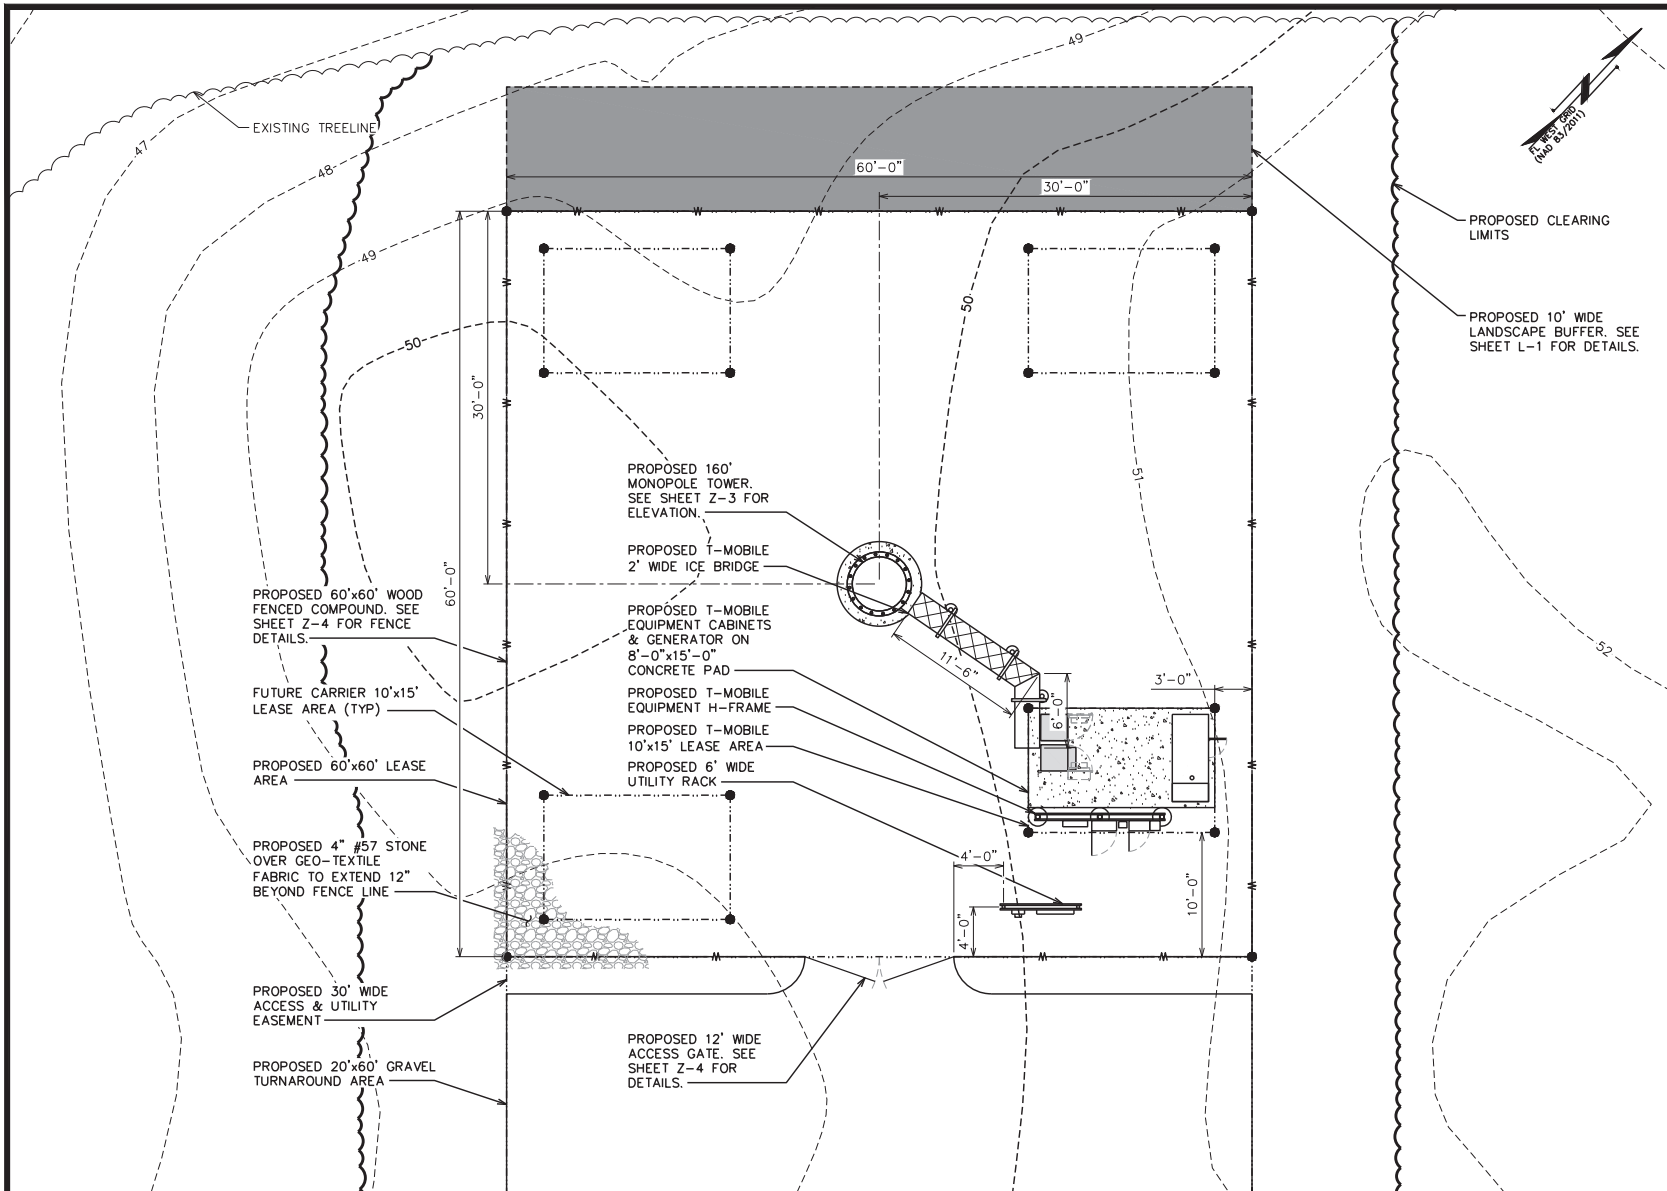 49
47
EXISTING TREELINE
48
FL WEST GRID
(NAD 83/2011)
60'-0"
30'-0"
PROPOSED CLEARING
LIMITS
49
50
PROPOSED 10' WIDE
LANDSCAPE BUFFER. SEE
SHEET L-1 FOR DETAILS.
50
30'-0"
51
PROPOSED 160'
MONOPOLE TOWER.
SEE SHEET Z-3 FOR
ELEVATION.
PROPOSED T-MOBILE
2' WIDE ICE BRIDGE
60'-0"
PROPOSED 60'x60' WOOD
FENCED COMPOUND. SEE
SHEET Z-4 FOR FENCE
DETAILS.
PROPOSED T-MOBILE
EQUIPMENT CABINETS
& GENERATOR ON
8'-0"x15'-0"
CONCRETE PAD
11'-6"
52
3'-0"
6'-0"
FUTURE CARRIER 10'x15'
LEASE AREA (TYP)
PROPOSED T-MOBILE
EQUIPMENT H-FRAME
PROPOSED T-MOBILE
10'x15' LEASE AREA
PROPOSED 60'x60' LEASE
AREA
PROPOSED 6' WIDE
UTILITY RACK
PROPOSED 4" #57 STONE
OVER GEO-TEXTILE
FABRIC TO EXTEND 12"
BEYOND FENCE LINE
4'-0"
10'-0"
4'-0"
PROPOSED 30' WIDE
ACCESS & UTILITY
EASEMENT
PROPOSED 12' WIDE
ACCESS GATE. SEE
SHEET Z-4 FOR
DETAILS.
PROPOSED 20'x60' GRAVEL
TURNAROUND AREA